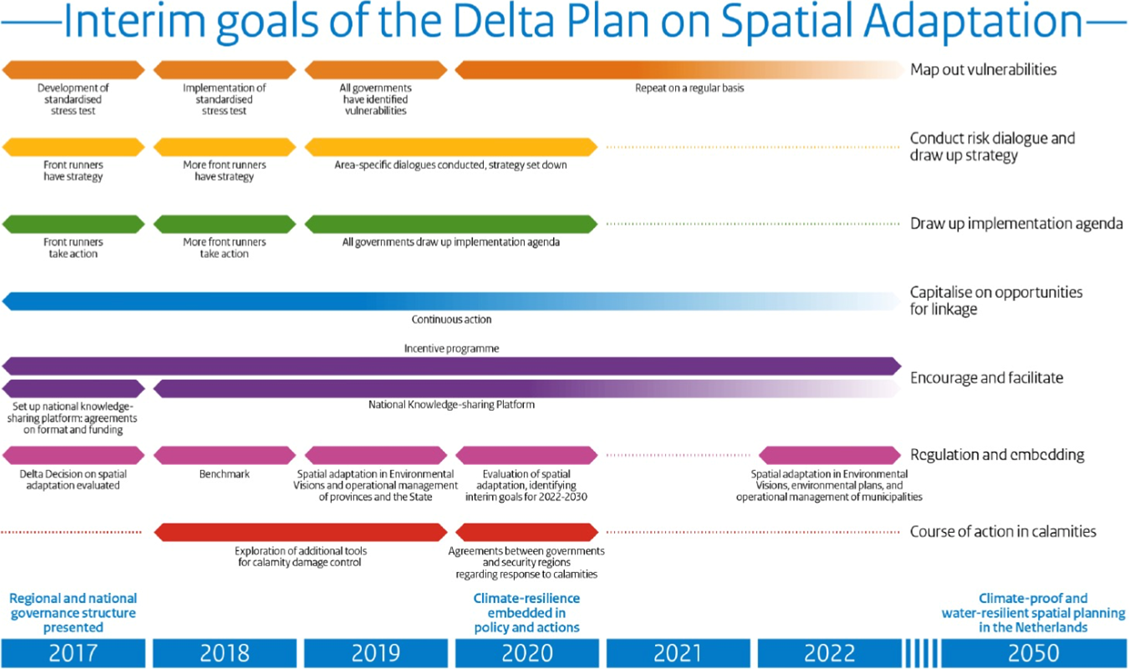 Interim goals of the Delta Plan on Spatial Adaptation
Map out vulnerabilities
Development of
standardised
stress test
Implementation of
standardised
stress test
All governments
have identified
vulnerabilities
Repeat on a regular basis
Conduct risk dialogue and
draw up strategy
Front runners
have strategy
More front runners
have strategy
Area-specific dialogues conducted, strategy set down
Draw up implementation agenda
Front runners
take action
More front runners
take action
All governments draw up implementation agenda
Capitalise on opportunities
for linkage
Continuous action
Incentive programme
Encourage and facilitate
Set up national knowledge-
sharing platform: agreements
on format and funding
National Knowledge-sharing Platform
Regulation and embedding
Delta Decision on spatial
adaptation evaluated
Benchmark
Spatial adaptation in Environmental
Visions and operational management
of provinces and the State
Evaluation of spatial
adaptation, identifying
interim goals for 2022-2030
Spatial adaptation in Environmental
Visions, environmental plans, and
operational management of municipalities
Course of action in calamities
Exploration of additional tools
for calamity damage control
Agreements between governments
and security regions
regarding response to calamities
Regional and national
governance structure
presented
Climate-resilience
embedded in
policy and actions
Climate-proof and
water-resilient spatial planning
in the Netherlands
2017
2018
2019
2020
2021
2022
2050